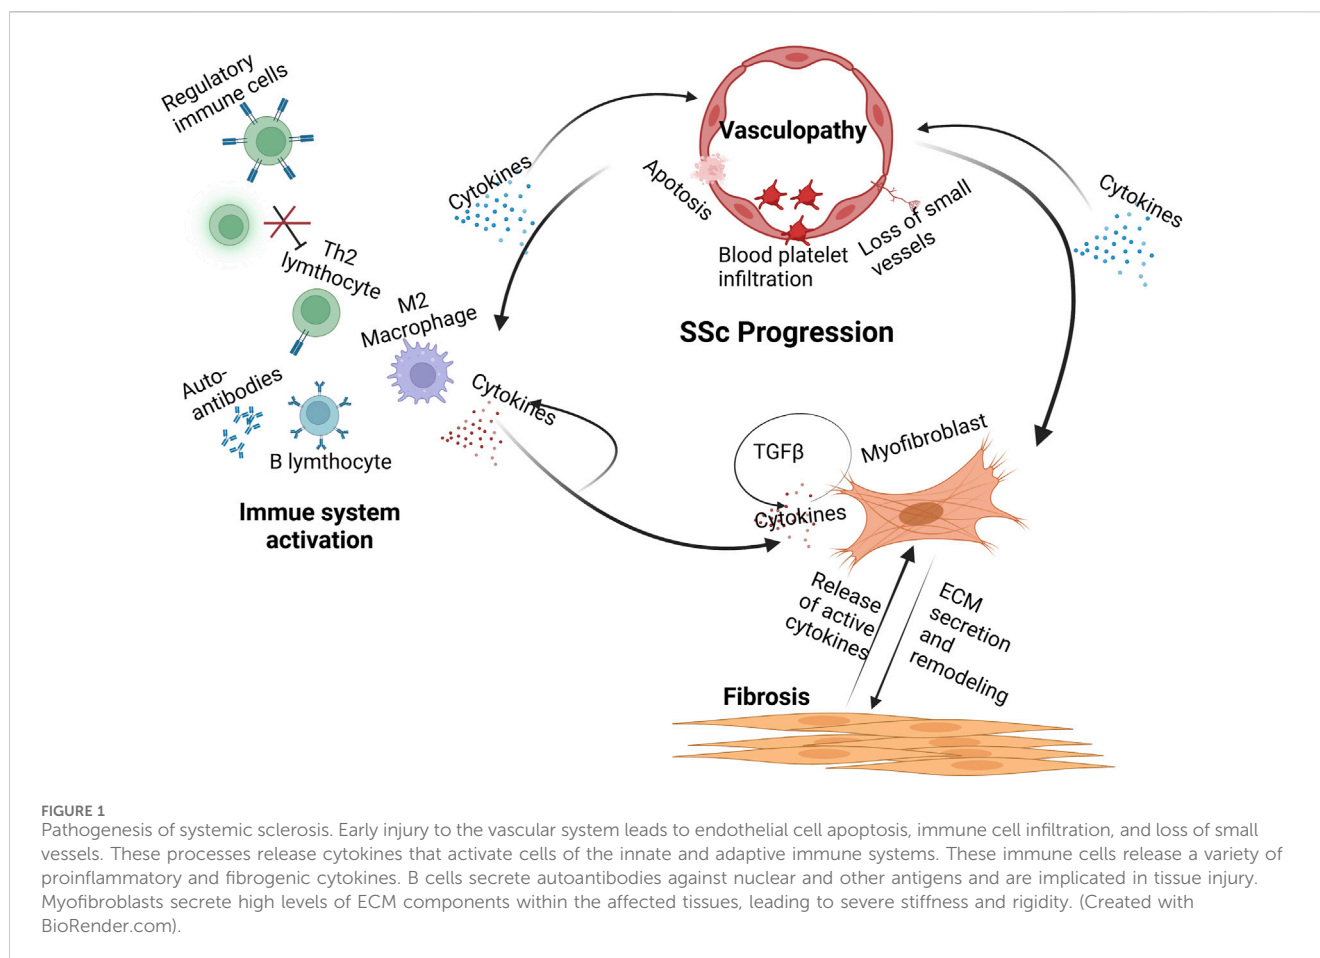 Regulatory
immune cells
Th2
lymthocyte
M2
Macrophage
Auto-
antibodies
B lymthocyte
Immue system
activation
Cytokines
Cytokines
Vasculopathy
Apotosis
Blood platelet
infiltration
Loss of small
vessels
Cytokines
SSc Progression
TGFβ
Cytokines
Myofibroblast
Release
of active
cytokines
ECM
secretion
and
remodeling
Fibrosis
FIGURE 1
Pathogenesis of systemic sclerosis. Early injury to the vascular system leads to endothelial cell apoptosis, immune cell infiltration, and loss of small
vessels. These processes release cytokines that activate cells of the innate and adaptive immune systems. These immune cells release a variety of
proinflammatory and fibrogenic cytokines. B cells secrete autoantibodies against nuclear and other antigens and are implicated in tissue injury.
Myofibroblasts secrete high levels of ECM components within the affected tissues, leading to severe stiffness and rigidity. (Created with
BioRender.com).